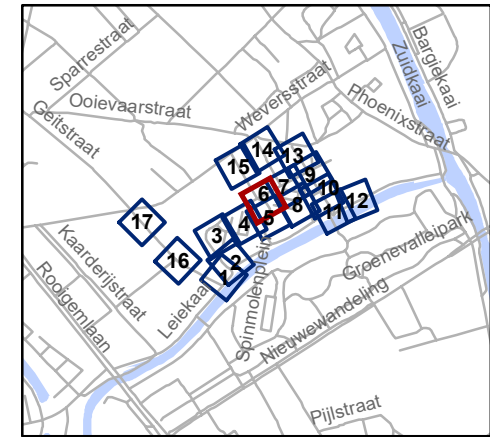 Sparrestraat
Bargiekaai
Zuidkaai
Weversstraat
Phoenixstraat
Ooievaarstraat
Geitstraat
14
13
15
9
7
10
6
12
8
11
5
4
3
17
2
16
1
Kaarderijstraat
Groenevalleipark
Rooigemlaan
Leiekaai
Spinmolenplein
Nieuwewandeling
Pijlstraat